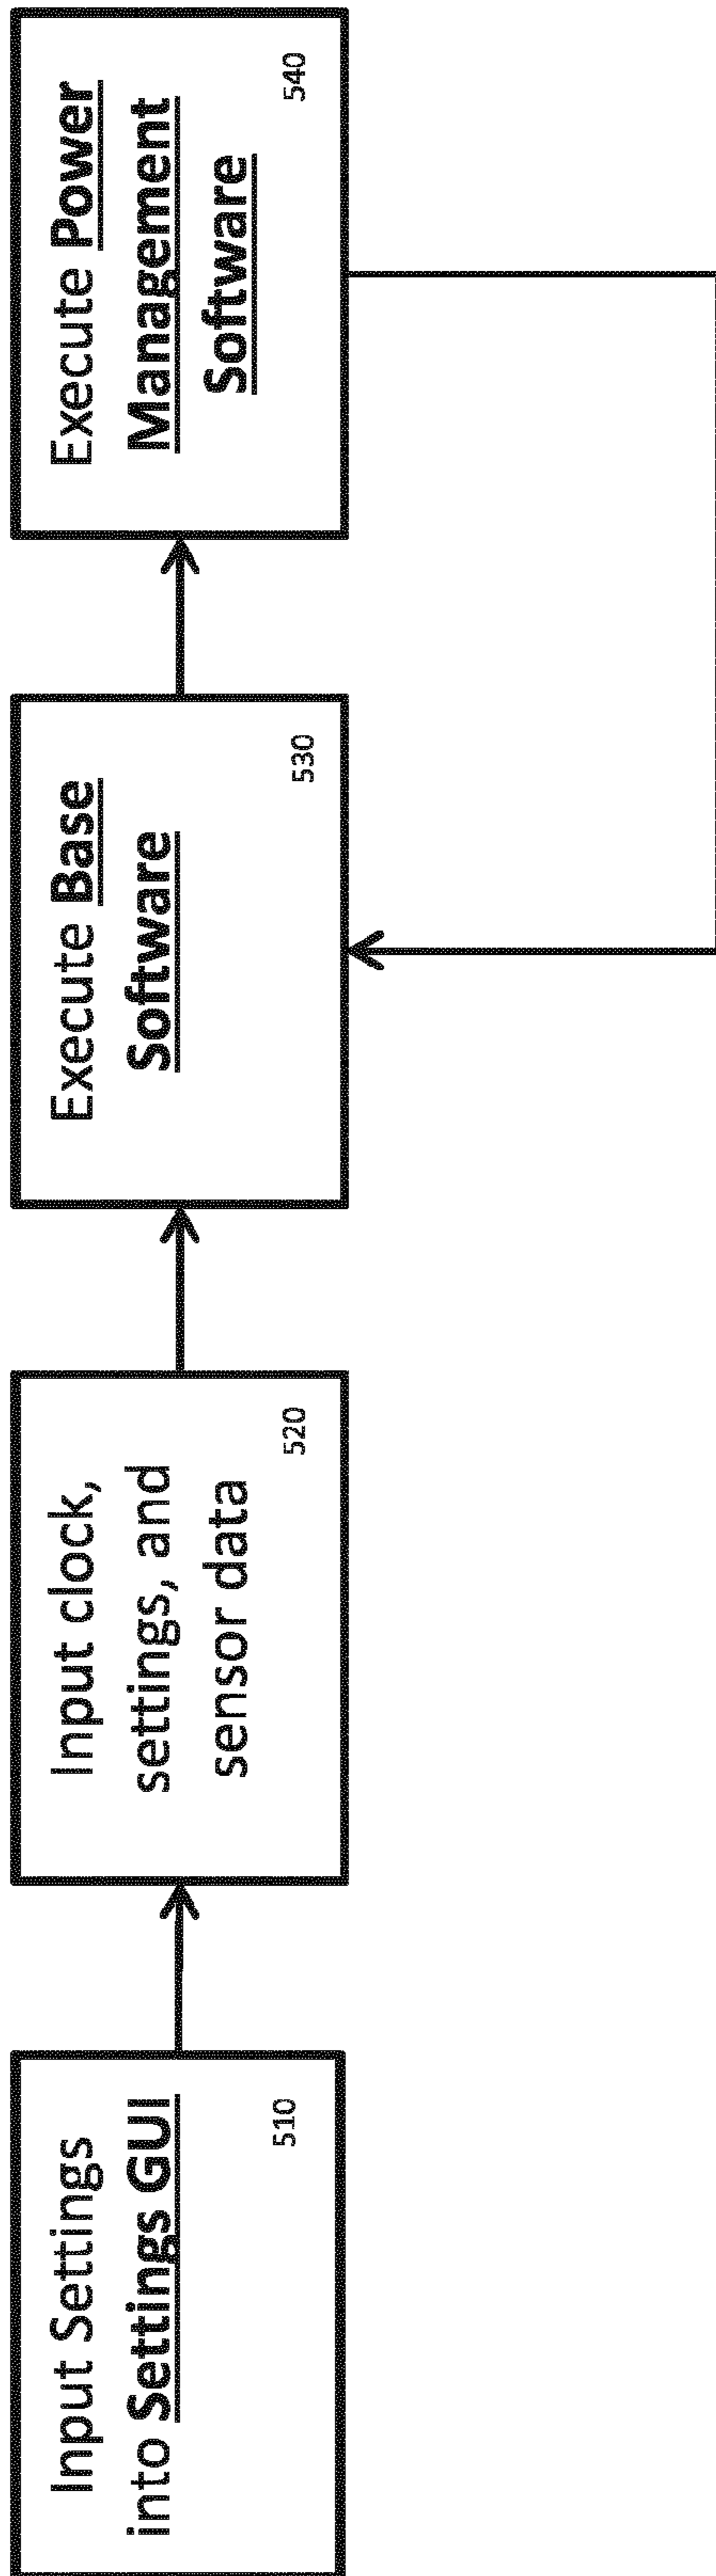 Input Settings
into Settings GUI
510
Input clock,
settings, and
sensor data
520
Execute Base
Software
530
Execute Power
Management
Software
540